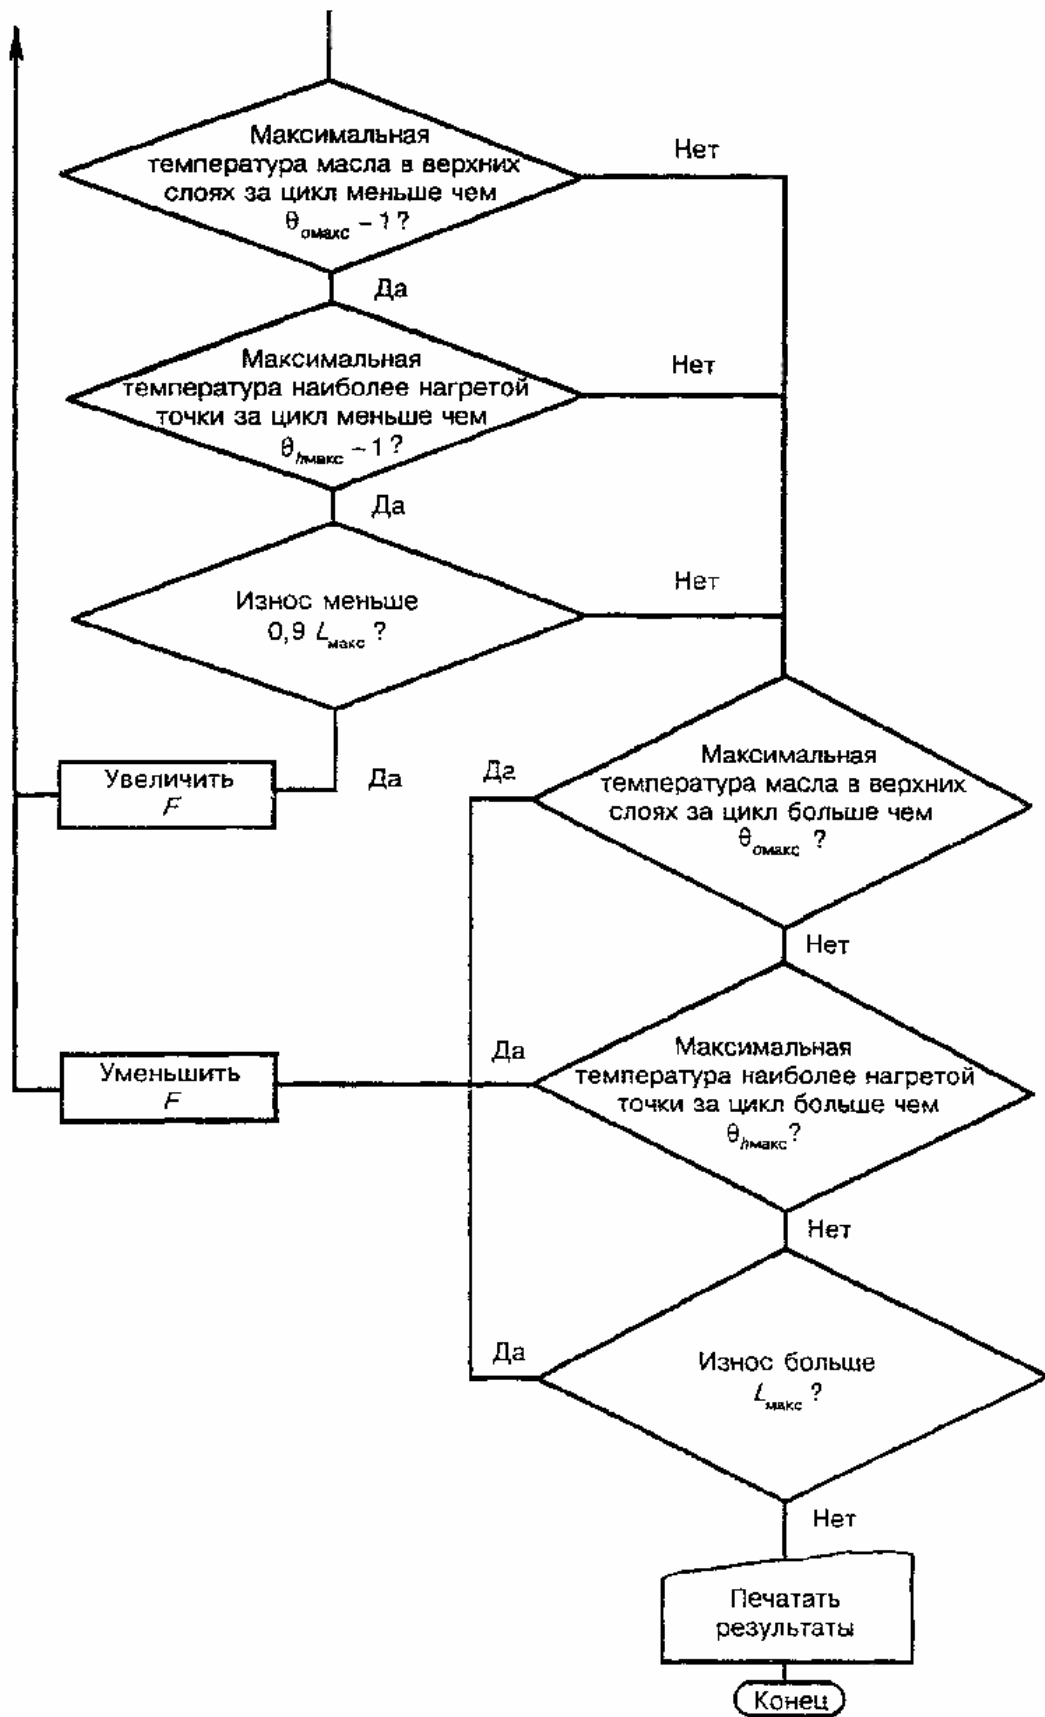 Максимальная
температура масла в верхних
слоях за цикл меньше чем
θомакс – 1 ?
Нет
Да
Максимальная
температура наиболее нагретой
точки за цикл меньше чем
θhмакс – 1 ?
Нет
Да
Износ меньше
0,9 Lмакс ?
Нет
Да
Увеличить
F
Максимальная
температура масла в верхних
слоях за цикл больше чем
θомакс ?
Да
Нет
Уменьшить
F
Максимальная
температура наиболее нагретой
точки за цикл больше чем
θhмакс ?
Да
Нет
Износ больше
Lмакс ?
Да
Нет
Печатать
результаты
Конец